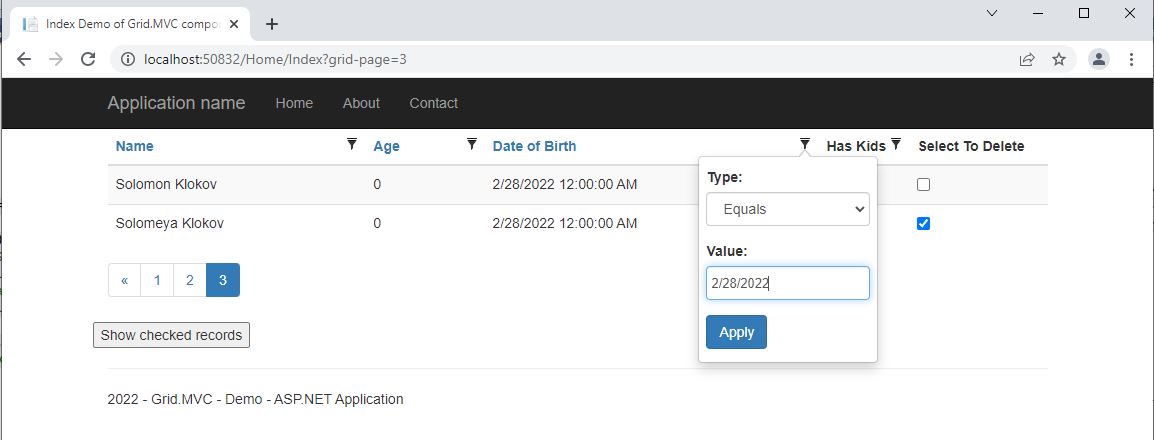 Index Demo of Grid.MVC compo
localhost:50832/Home/Index?grid-page=3
Application name Home About Contact
Name Age Date of Birth Has Kids Select To Delete
Solomon Klokov 0 2/28/2022 12:00:00 AM
Solomeya Klokov 0 2/28/2022 12:00:00 AM
Type:
Equals
Value:
2/28/2022
Apply
« 1 2 3
Show checked records
2022 - Grid.MVC - Demo - ASP.NET Application